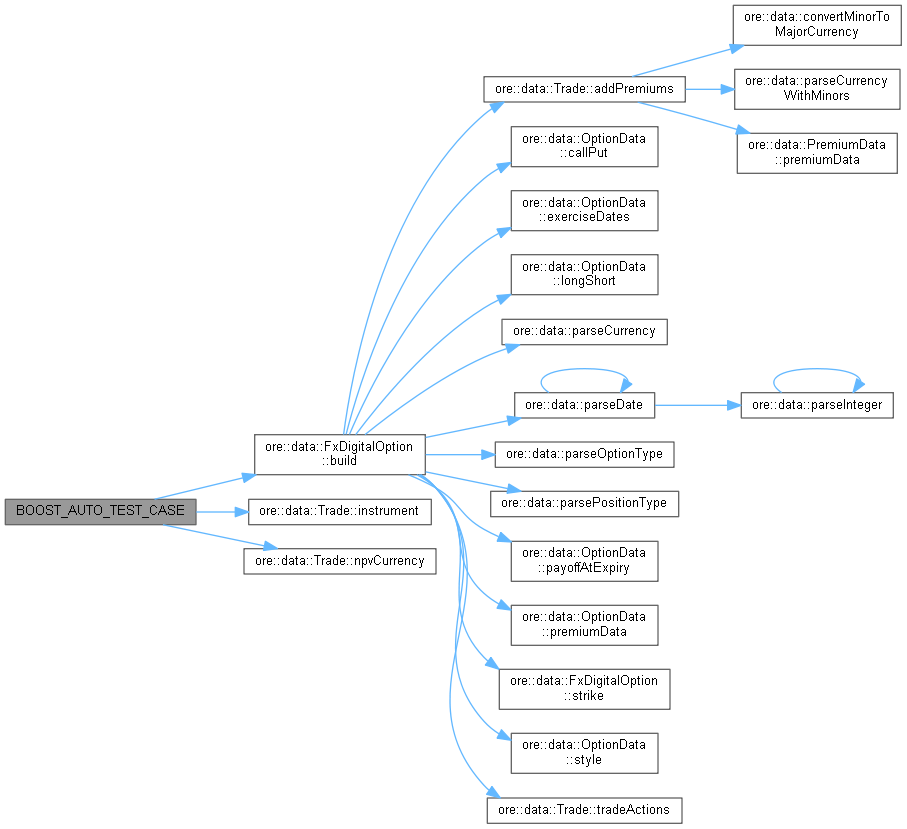 ore::data::convertMinorTo
MajorCurrency
ore::data::Trade::addPremiums
ore::data::parseCurrency
WithMinors
ore::data::PremiumData
::premiumData
ore::data::OptionData
::callPut
ore::data::OptionData
::exerciseDates
ore::data::OptionData
::longShort
ore::data::parseCurrency
ore::data::parseDate
ore::data::parseInteger
ore::data::FxDigitalOption
::build
ore::data::parseOptionType
ore::data::parsePositionType
BOOST_AUTO_TEST_CASE
ore::data::Trade::instrument
ore::data::Trade::npvCurrency
ore::data::OptionData
::payoffAtExpiry
ore::data::OptionData
::premiumData
ore::data::FxDigitalOption
::strike
ore::data::OptionData
::style
ore::data::Trade::tradeActions